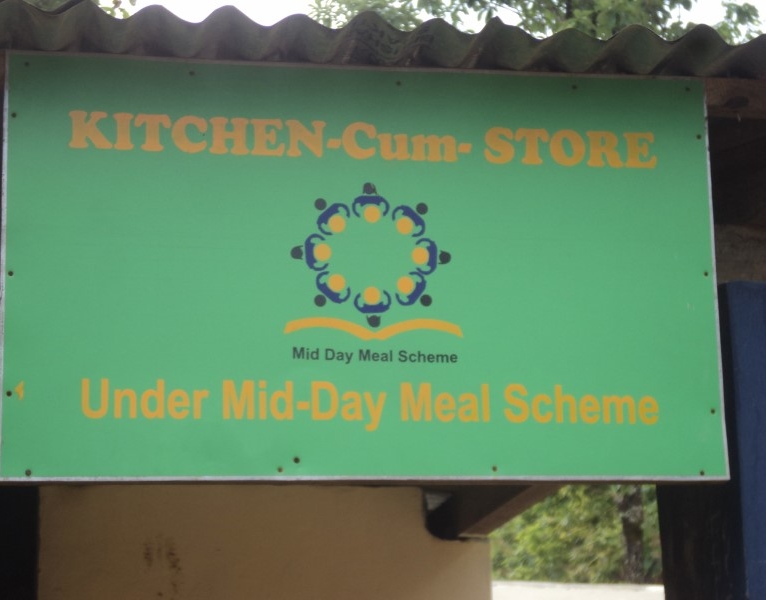 KITCHEN-Cum- STORE
Mid Day Meal Scheme
Under Mid-Day Meal Scheme